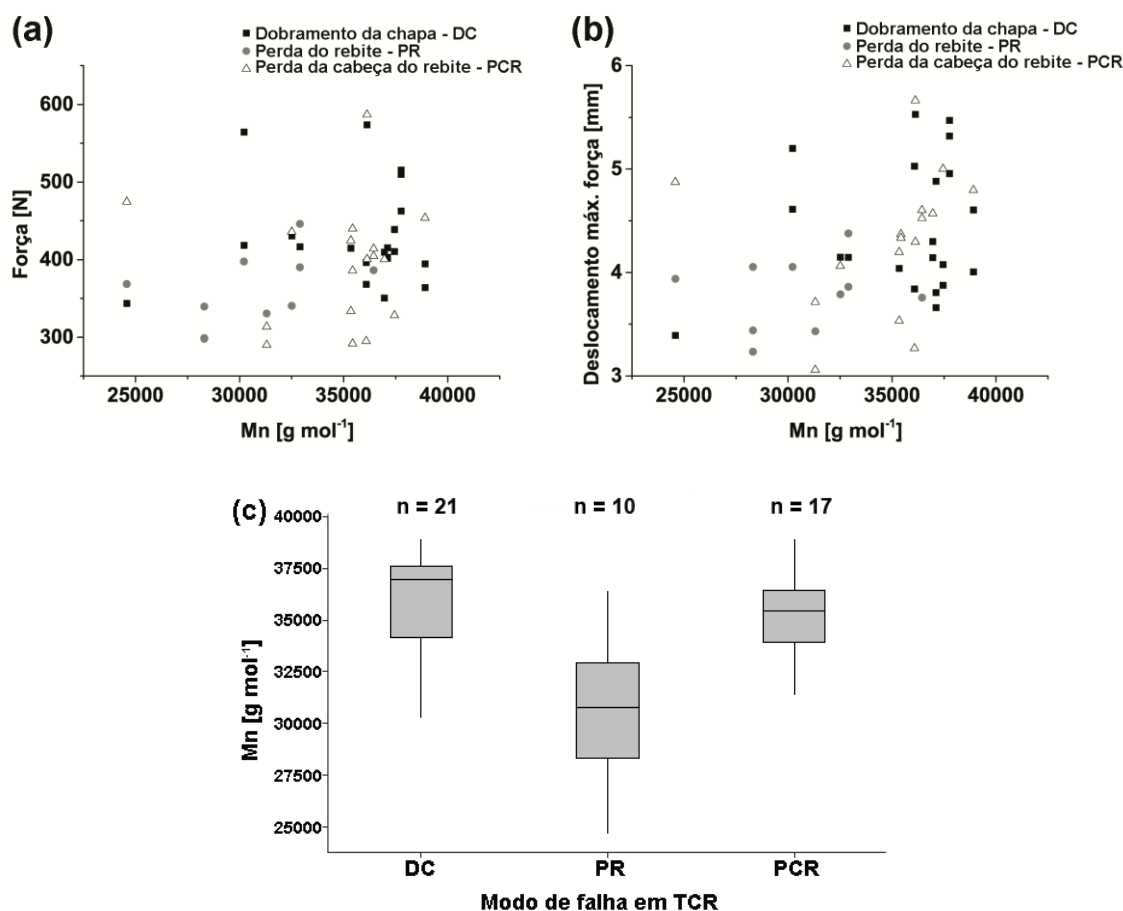 (a)
■ Dobramento da chapa - DC
● Perda do rebite - PR
△ Perda da cabeça do rebite - PCR
600
500
400
300
Força [N]
25000 30000 35000 40000
Mn [g mol⁻¹]
(b)
■ Dobramento da chapa - DC
● Perda do rebite - PR
△ Perda da cabeça do rebite - PCR
6
5
4
3
Deslocamento máx. força [mm]
25000 30000 35000 40000
Mn [g mol⁻¹]
(c)
n = 21 n = 10 n = 17
40000
37500
35000
32500
30000
27500
25000
Mn [g mol⁻¹]
DC PR PCR
Modo de falha em TCR